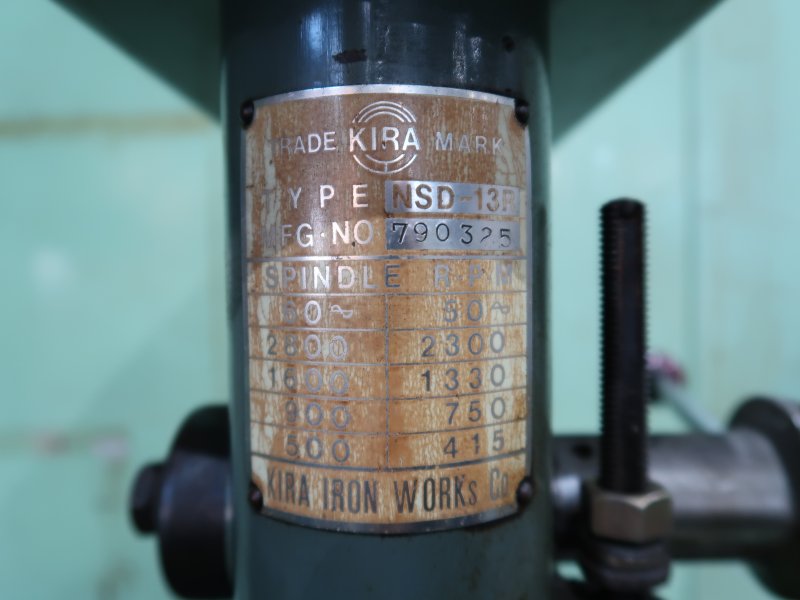 TRADE KIRA MARK
TYPE NSD-13R
MFG·NO 790325
SPINDLE RPM
60~ 50~
2800 2300
1600 1330
900 750
500 415
KIRA IRON WORKS Co